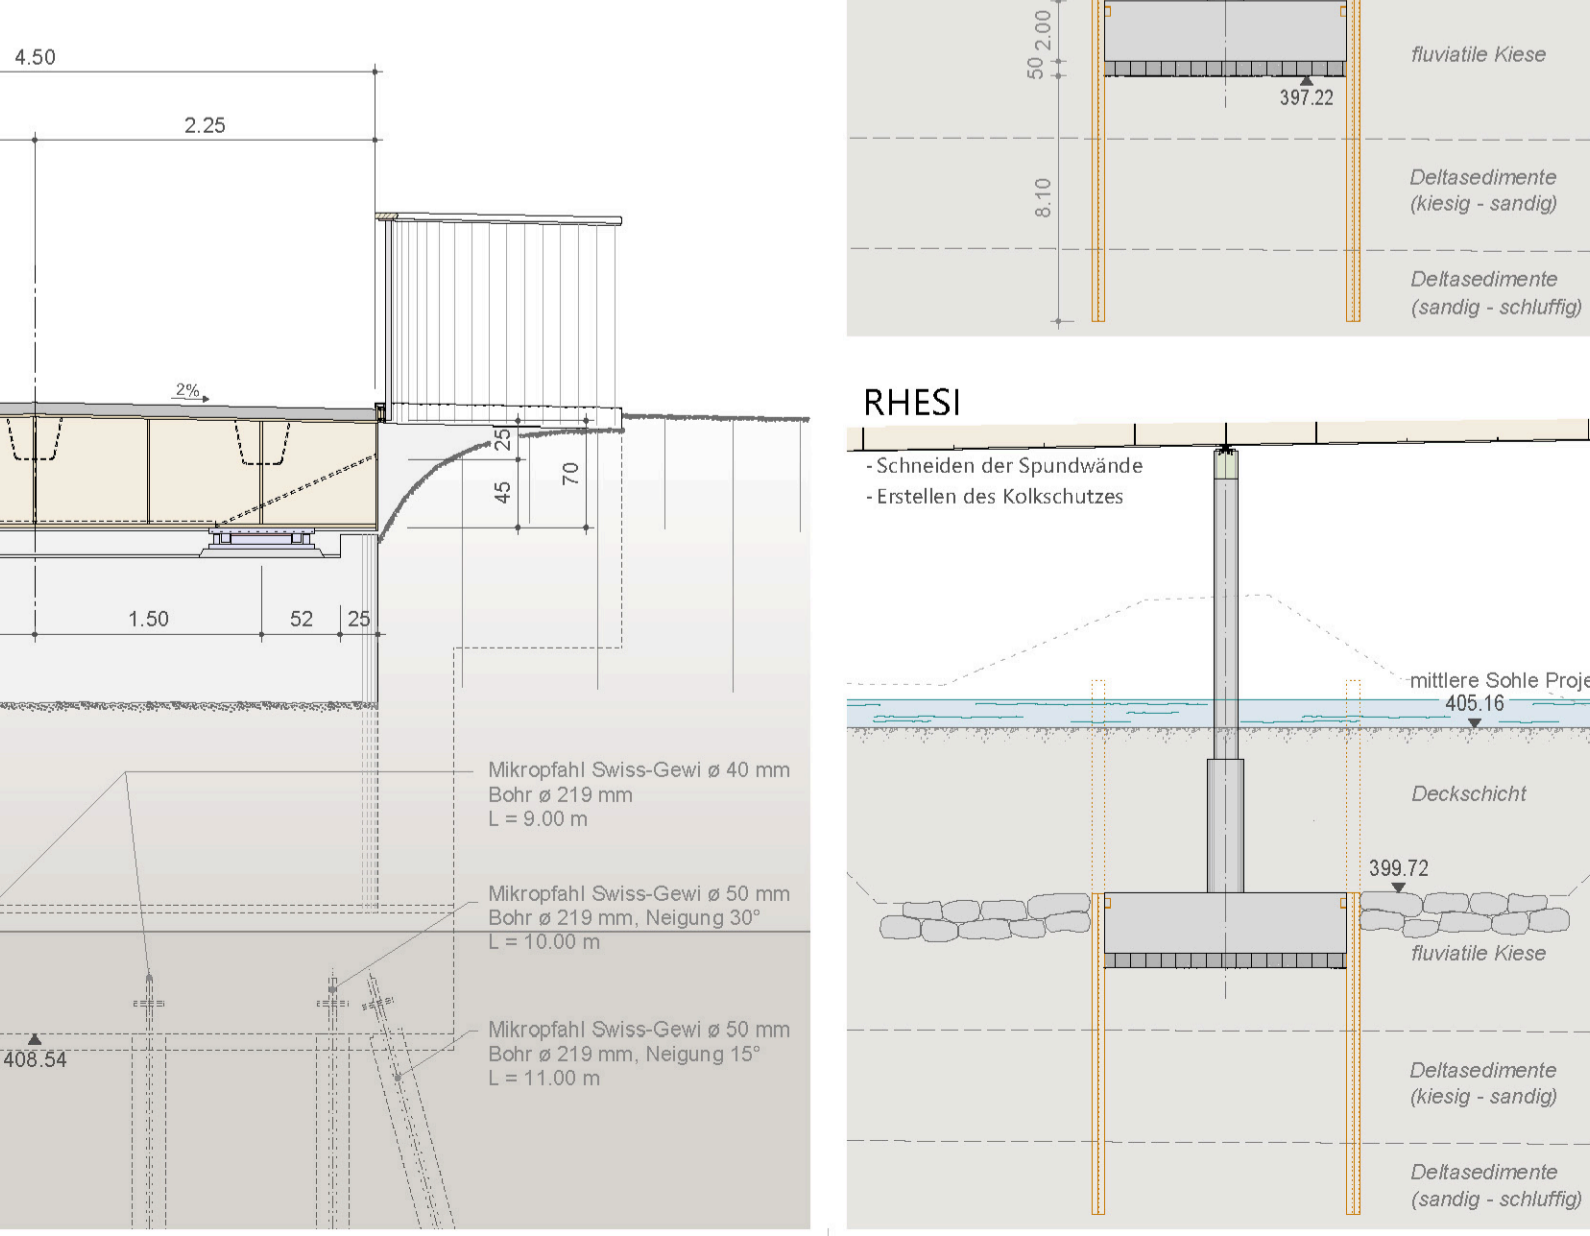 4.50
2.25
2%
25
45
70
1.50
52
25
Mikropfahl Swiss-Gewi ø 40 mm
Bohr ø 219 mm
L = 9.00 m
Mikropfahl Swiss-Gewi ø 50 mm
Bohr ø 219 mm, Neigung 30°
L = 10.00 m
Mikropfahl Swiss-Gewi ø 50 mm
Bohr ø 219 mm, Neigung 15°
L = 11.00 m
408.54
2.00
50
8.10
397.22
fluviatile Kiese
Deltasedimente
(kiesig - sandig)
Deltasedimente
(sandig - schluffig)
RHESI
- Schneiden der Spundwände
- Erstellen des Kolkschutzes
mittlere Sohle Proje
405.16
Deckschicht
399.72
fluviatile Kiese
Deltasedimente
(kiesig - sandig)
Deltasedimente
(sandig - schluffig)